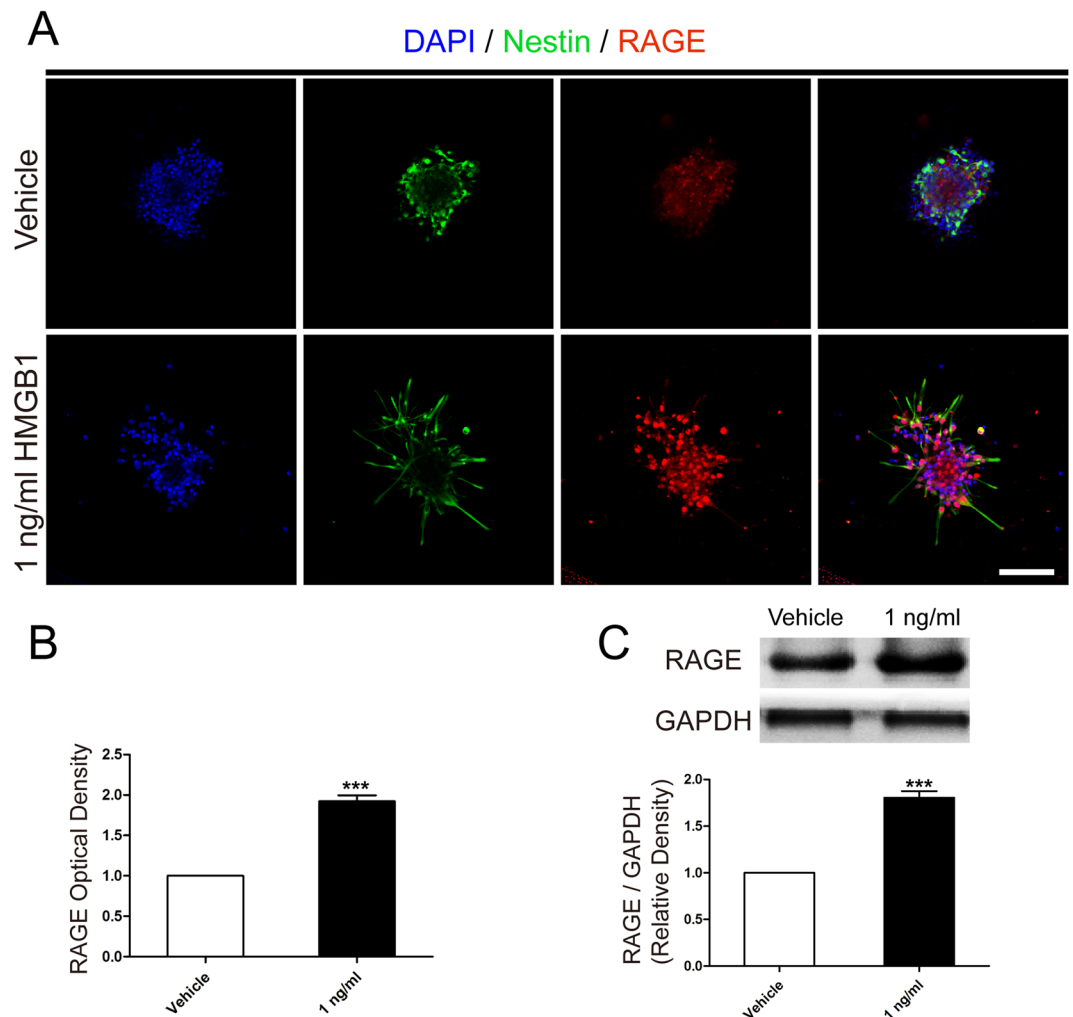 A
DAPI / Nestin / RAGE
Vehicle
1 ng/ml HMGB1
B
RAGE Optical Density
2.5
2.0
1.5
1.0
0.5
0.0
***
Vehicle
1 ng/ml
C
Vehicle 1 ng/ml
RAGE
GAPDH
RAGE / GAPDH
(Relative Density)
2.0
1.5
1.0
0.5
0.0
***
Vehicle
1 ng/ml